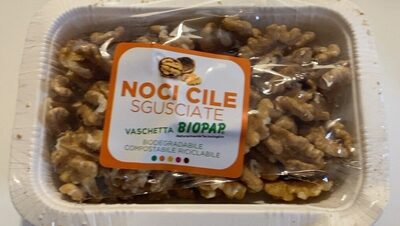 NOCI CILE
SGUSCIATE
VASCHETTA BIOPAP
BIODEGRADABILE
COMPOSTABILE RICICLABILE